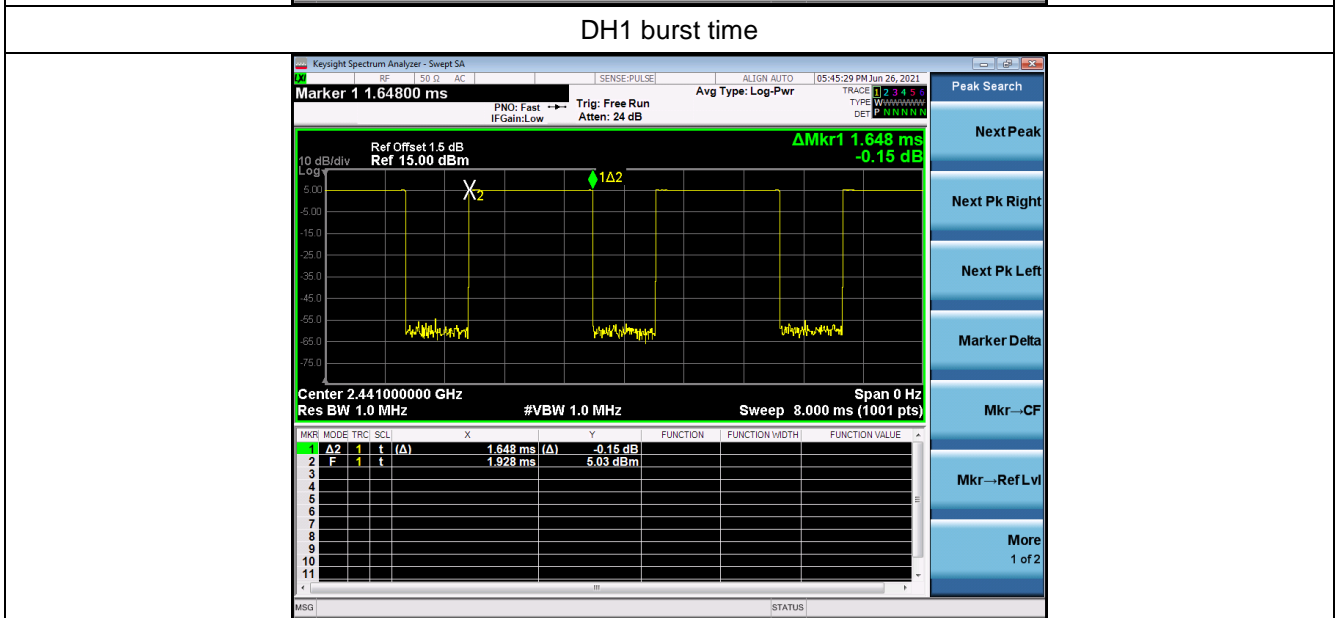 DH1 burst time
Keysight Spectrum Analyzer - Swept SA
LXI RF 50 Ω AC SENSE:PULSE ALIGN AUTO 05:45:29 PM Jun 26, 2021
Marker 1 1.64800 ms
PNO: Fast
IFGain:Low
Trig: Free Run
Atten: 24 dB
Avg Type: Log-Pwr
TRACE 1 2 3 4 5 6
TYPE WWWWWW
DET P N N N N N
Peak Search
Next Peak
Next Pk Right
Next Pk Left
Marker Delta
Mkr→CF
Mkr→Ref Lvl
More
1 of 2
ΔMkr1 1.648 ms
-0.15 dB
Ref Offset 1.5 dB
10 dB/div Ref 15.00 dBm
Log
1Δ2
X2
5.00
-5.00
-15.0
-25.0
-35.0
-45.0
-55.0
-65.0
-75.0
Center 2.441000000 GHz Span 0 Hz
Res BW 1.0 MHz #VBW 1.0 MHz Sweep 8.000 ms (1001 pts)
MKR MODE TRC SCL X Y FUNCTION FUNCTION WIDTH FUNCTION VALUE
1 Δ2 1 t (Δ) 1.648 ms (Δ) -0.15 dB
2 F 1 t 1.928 ms 5.03 dBm
3
4
5
6
7
8
9
10
11
MSG STATUS